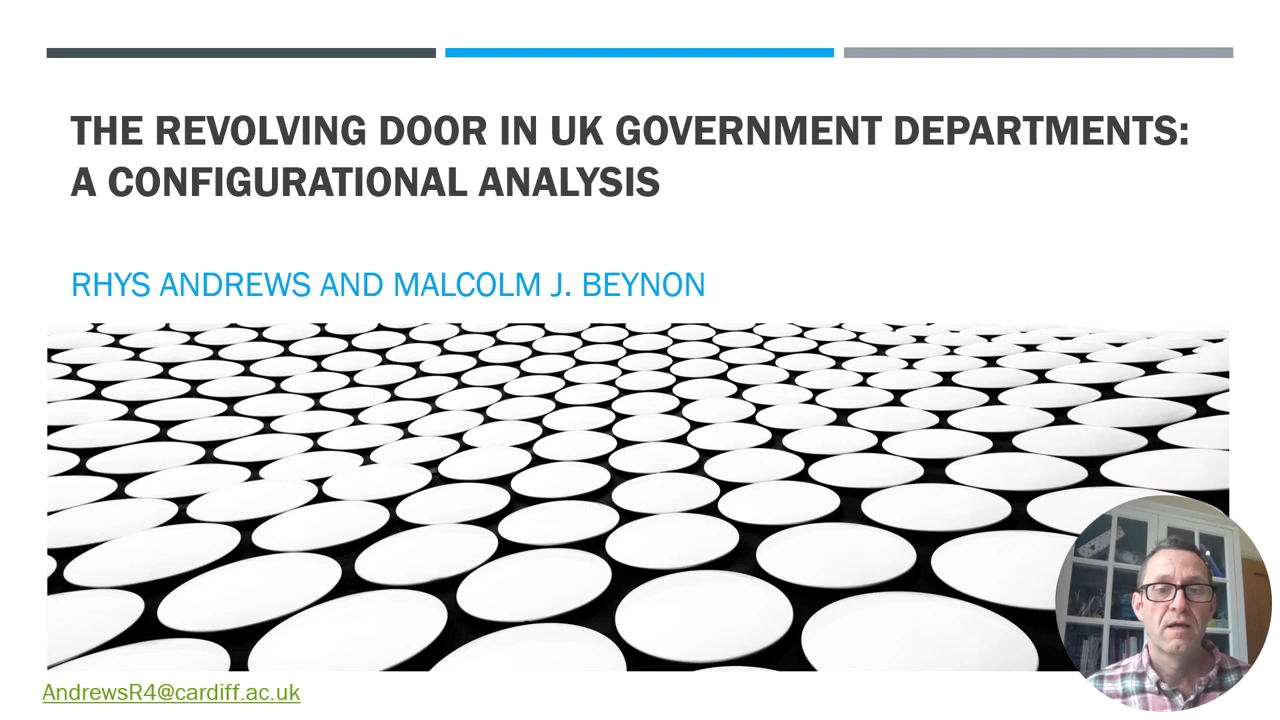 THE REVOLVING DOOR IN UK GOVERNMENT DEPARTMENTS:
A CONFIGURATIONAL ANALYSIS
RHYS ANDREWS AND MALCOLM J. BEYNON
AndrewsR4@cardiff.ac.uk